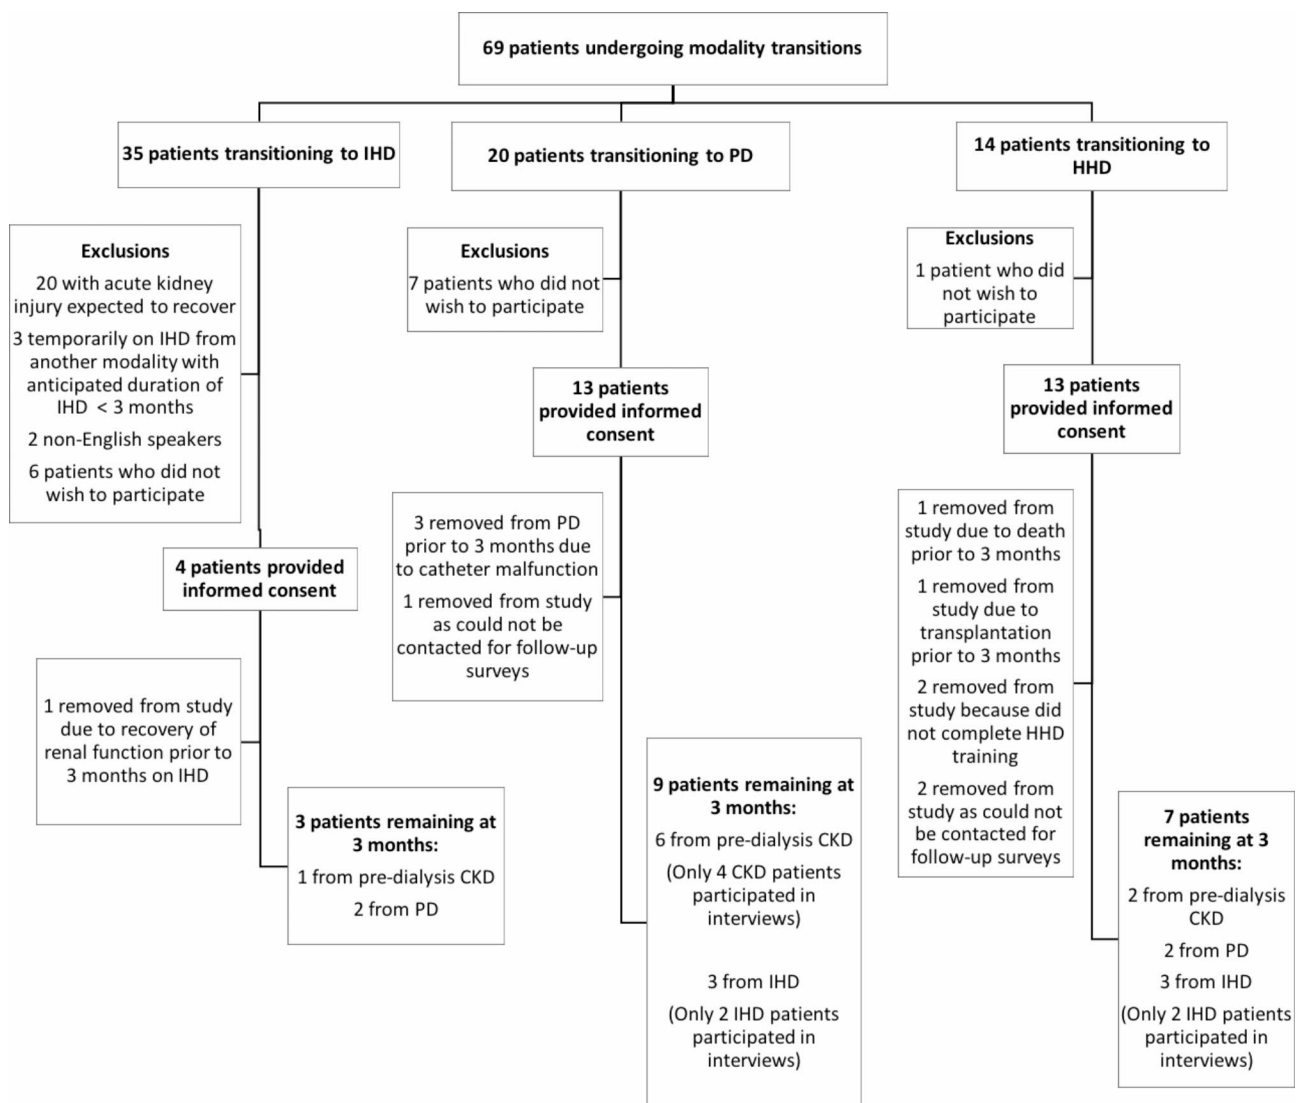 69 patients undergoing modality transitions
35 patients transitioning to IHD
Exclusions
20 with acute kidney
injury expected to recover
3 temporarily on IHD from
another modality with
anticipated duration of
IHD < 3 months
2 non-English speakers
6 patients who did not
wish to participate
4 patients provided
informed consent
1 removed from study
due to recovery of
renal function prior to
3 months on IHD
3 patients remaining at
3 months:
1 from pre-dialysis CKD
2 from PD
20 patients transitioning to PD
Exclusions
7 patients who did not
wish to participate
13 patients
provided informed
consent
3 removed from PD
prior to 3 months due
to catheter malfunction
1 removed from study
as could not be
contacted for follow-up
surveys
9 patients remaining at
3 months:
6 from pre-dialysis CKD
(Only 4 CKD patients
participated in
interviews)
3 from IHD
(Only 2 IHD patients
participated in
interviews)
14 patients transitioning to
HHD
Exclusions
1 patient who did
not wish to
participate
13 patients
provided informed
consent
1 removed from
study due to death
prior to 3 months
1 removed from
study due to
transplantation
prior to 3 months
2 removed from
study because did
not complete HHD
training
2 removed from
study as could not
be contacted for
follow-up surveys
7 patients
remaining at 3
months:
2 from pre-dialysis
CKD
2 from PD
3 from IHD
(Only 2 IHD patients
participated in
interviews)